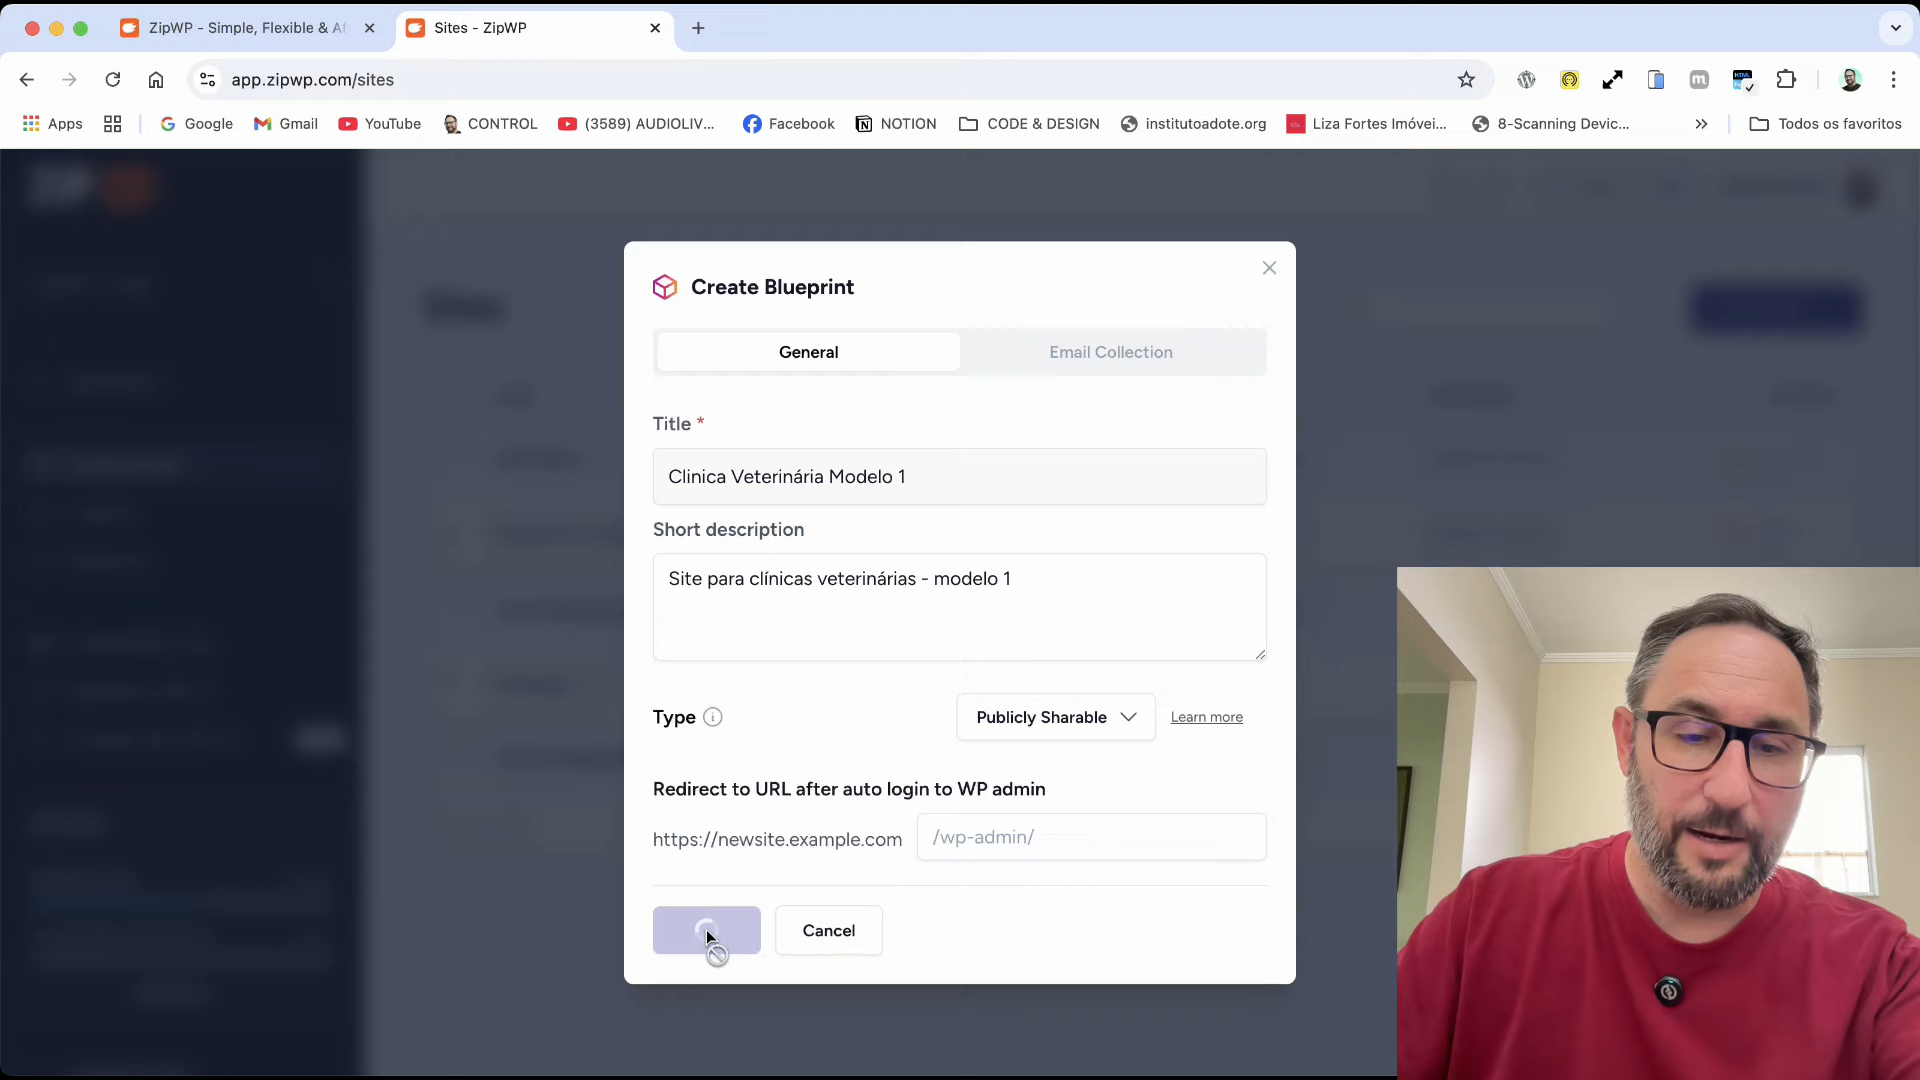 ZipWP - Simple, Flexible & Af
Sites - ZipWP
app.zipwp.com/sites
Apps
Google
Gmail
YouTube
CONTROL
(3589) AUDIOLIV...
Facebook
NOTION
CODE & DESIGN
institutoadote.org
Liza Fortes Imóvei...
8-Scanning Devic...
Todos os favoritos
Create Blueprint
General
Email Collection
Title *
Clinica Veterinária Modelo 1
Short description
Site para clínicas veterinárias - modelo 1
Type
Publicly Sharable
Learn more
Redirect to URL after auto login to WP admin
https://newsite.example.com
/wp-admin/
Cancel